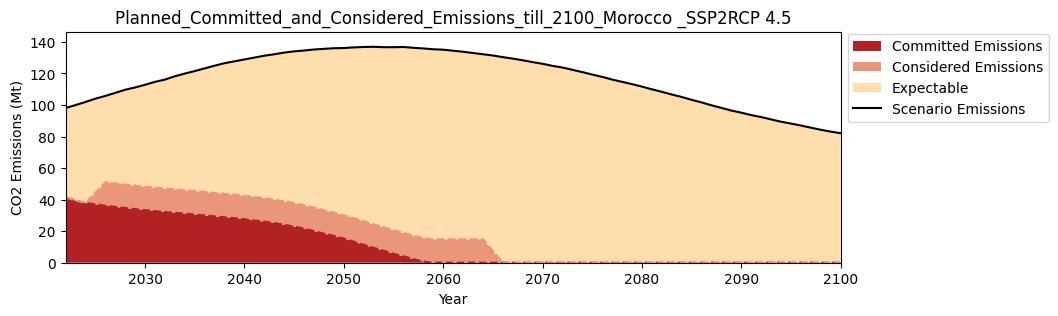 Planned_Committed_and_Considered_Emissions_till_2100_Morocco _SSP2RCP 4.5
CO2 Emissions (Mt)
140
120
100
80
60
40
20
0
2030 2040 2050 2060 2070 2080 2090 2100
Year
Committed Emissions
Considered Emissions
Expectable
Scenario Emissions